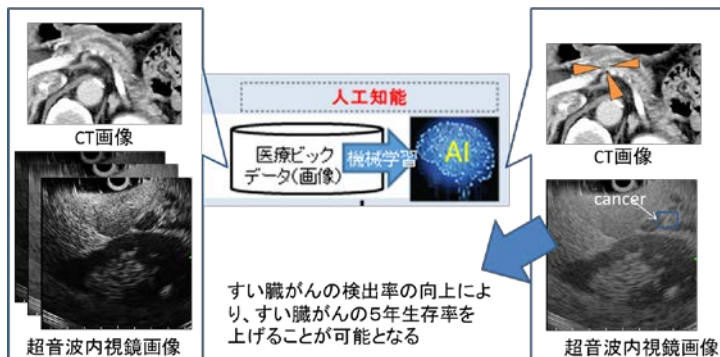 CT画像
超音波内視鏡画像
人工知能
医療ビック
データ(画像)
機械学習
AI
すい臓がんの検出率の向上によ
り、すい臓がんの5年生存率を
上げることが可能となる
CT画像
cancer
超音波内視鏡画像